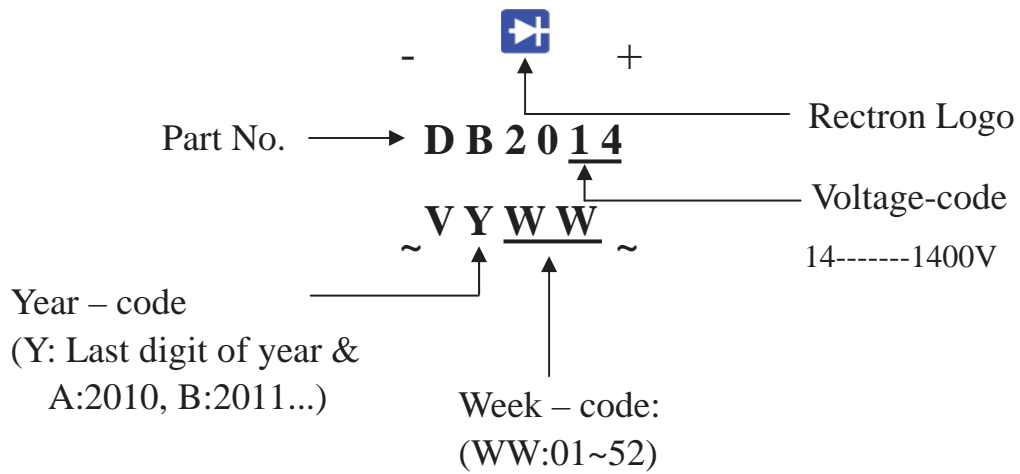 - +
Rectron Logo
Part No. D B 2 0 1 4
Voltage-code
14-------1400V
~ V Y W W ~
Year – code
(Y: Last digit of year &
A:2010, B:2011...)
Week – code:
(WW:01~52)